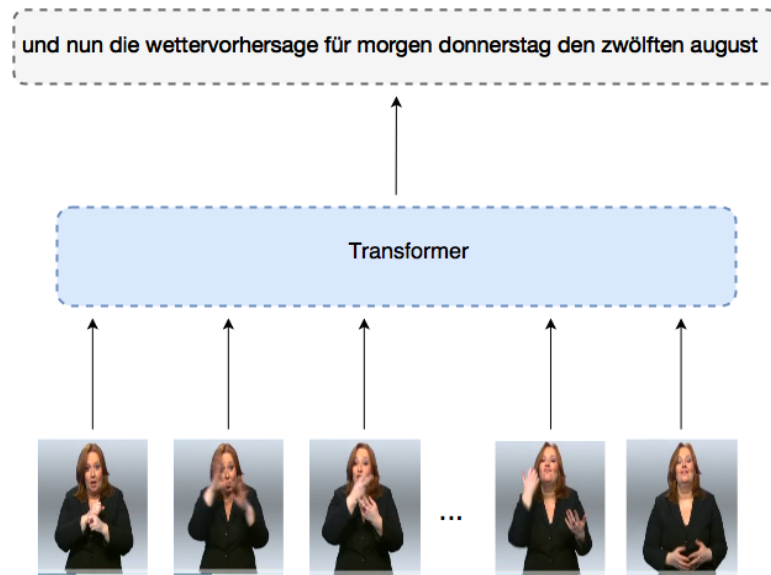 und nun die wettervorhersage für morgen donnerstag den zwölften august
Transformer
...